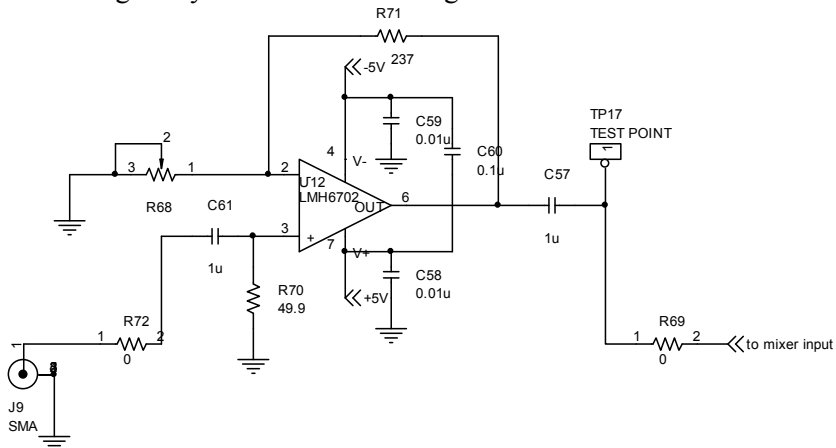 R71
237
-5V
TP17
TEST POINT
1
C59
0.01u
C60
0.1u
C57
1u
4
V-
2
3
1
R68
2
U12
LMH6702
OUT
6
C61
1u
3
+
7
V+
C58
0.01u
+5V
R70
49.9
R72
1
2
0
R69
1
2
0
to mixer input
1
J9
SMA